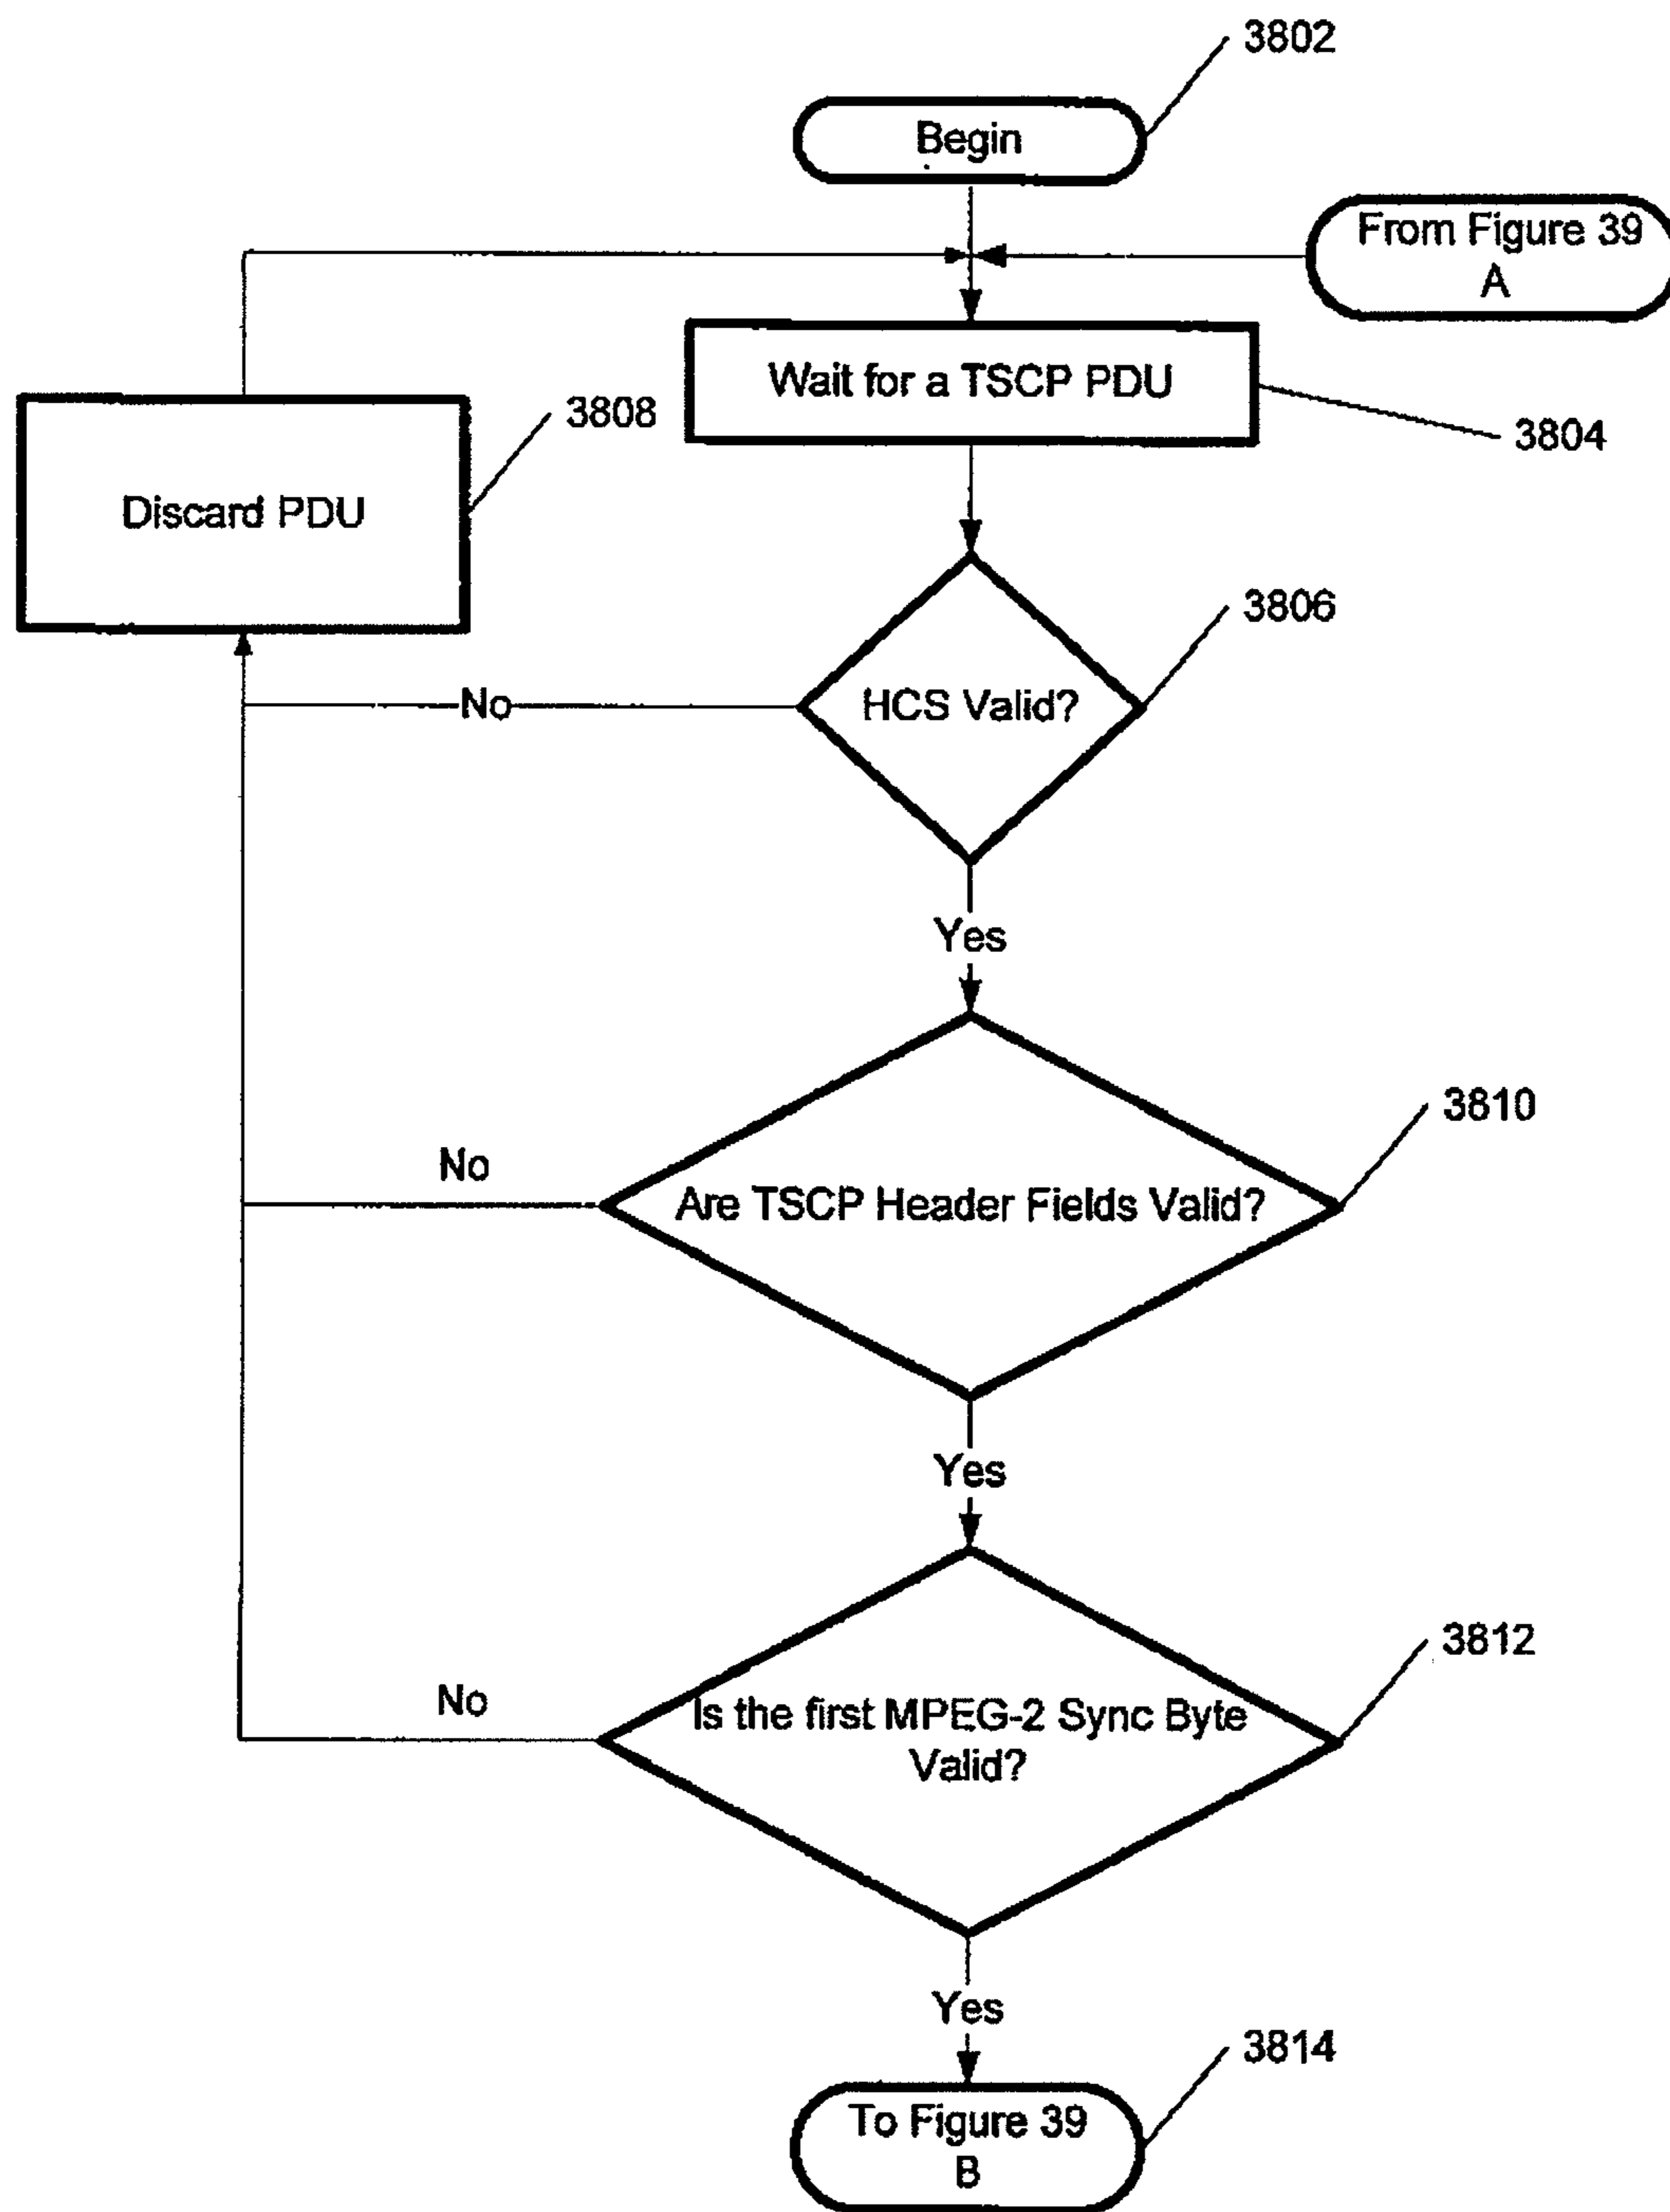 3802
Begin
From Figure 39
A
Wait for a TSCP PDU
3804
3808
Discard PDU
3806
HCS Valid?
No
Yes
3810
No
Are TSCP Header Fields Valid?
Yes
3812
No
Is the first MPEG-2 Sync Byte
Valid?
Yes
3814
To Figure 39
B